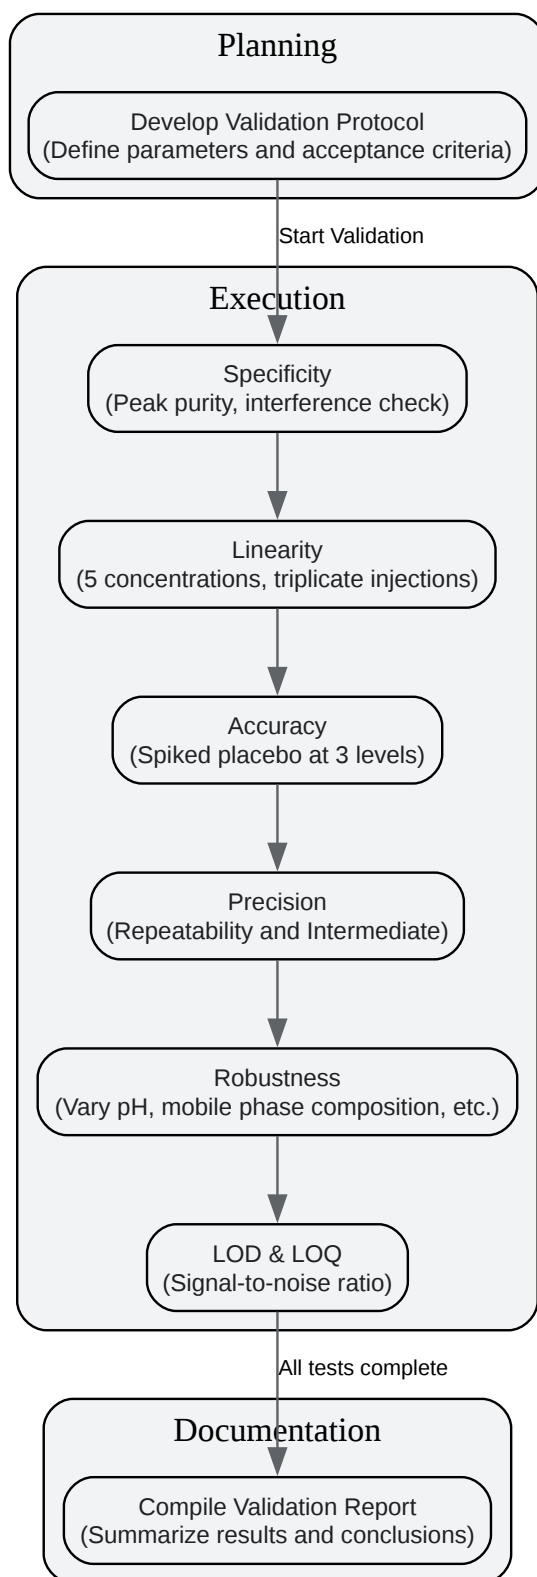 Planning
Develop Validation Protocol
(Define parameters and acceptance criteria)
Start Validation
Execution
Specificity
(Peak purity, interference check)
Linearity
(5 concentrations, triplicate injections)
Accuracy
(Spiked placebo at 3 levels)
Precision
(Repeatability and Intermediate)
Robustness
(Vary pH, mobile phase composition, etc.)
LOD & LOQ
(Signal-to-noise ratio)
All tests complete
Documentation
Compile Validation Report
(Summarize results and conclusions)